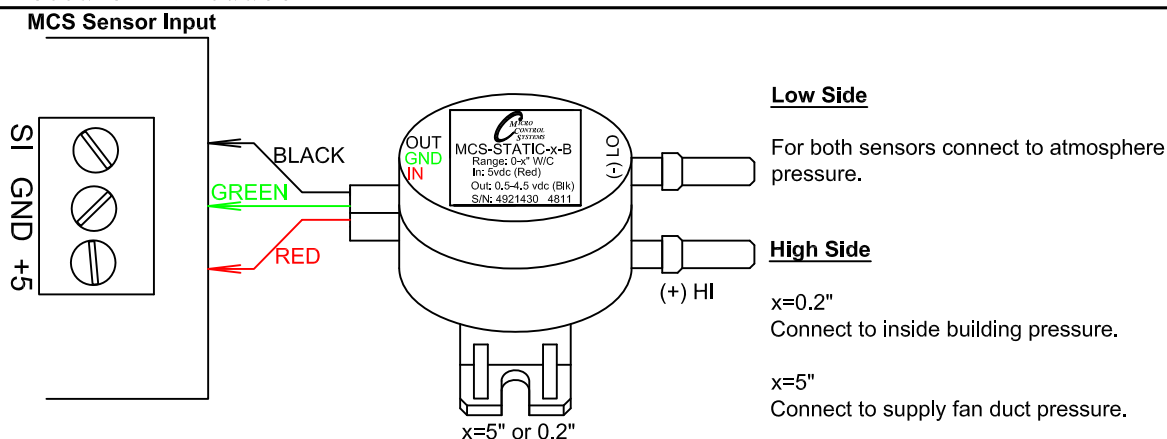 MCS Sensor Input
SI GND +5
BLACK
GREEN
RED
OUT
GND
IN
MICRO
CONTROL
SYSTEMS
MCS-STATIC-x-B
Range: 0-x" W/C
In: 5vdc (Red)
Out: 0.5-4.5 vdc (Blk)
S/N: 4921430 4811
(-) LO
(+) HI
x=5" or 0.2"
Low Side
For both sensors connect to atmosphere
pressure.
High Side
x=0.2"
Connect to inside building pressure.
x=5"
Connect to supply fan duct pressure.